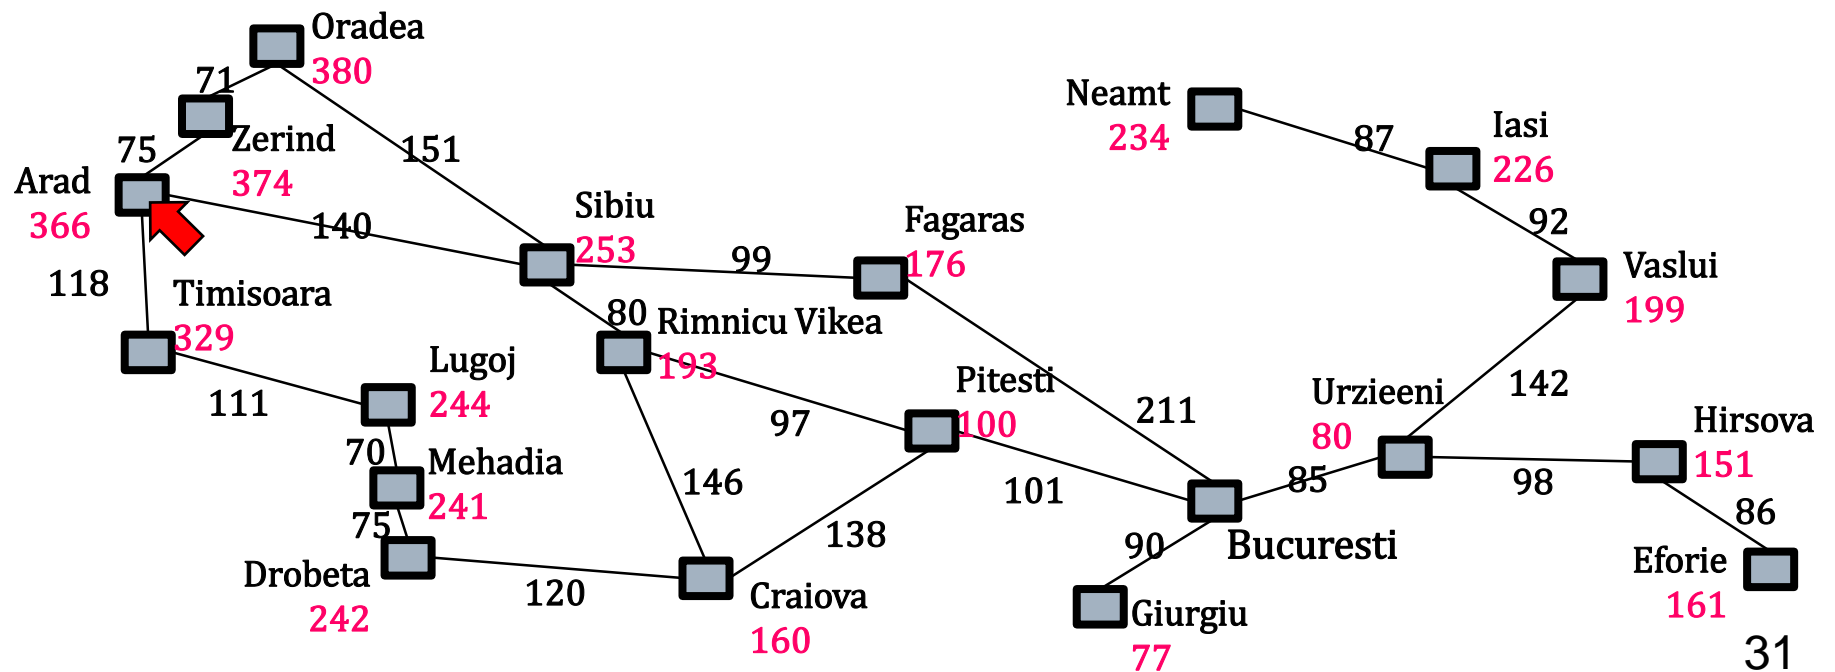 Oradea
380
71
Zerind
374
75
Arad
366
151
140
118
Sibiu
253
99
Fagaras
176
Neamt
234
87
Iasi
226
92
Vaslui
199
Timisoara
329
111
Lugoj
244
70
Mehadia
241
75
Drobeta
242
120
80
Rimnicu Vikea
193
97
146
138
Craiova
160
Pitesti
100
101
211
Bucuresti
90
Giurgiu
77
85
Urzieeni
80
142
98
Hirsova
151
86
Eforie
161
31